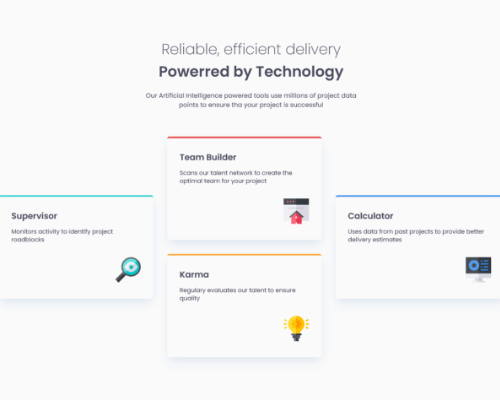 Reliable, efficient delivery
Powerred by Technology
Our Artificial Intelligence powered tools use millions of project data
points to ensure tha your project is successful
Team Builder
Scans our talent network to create the
optimal team for your project
Supervisor
Monitors activity to identify project
roadblocks
Calculator
Uses data from past projects to provide better
delivery estimates
Karma
Regulary evaluates our talent to ensure
quality